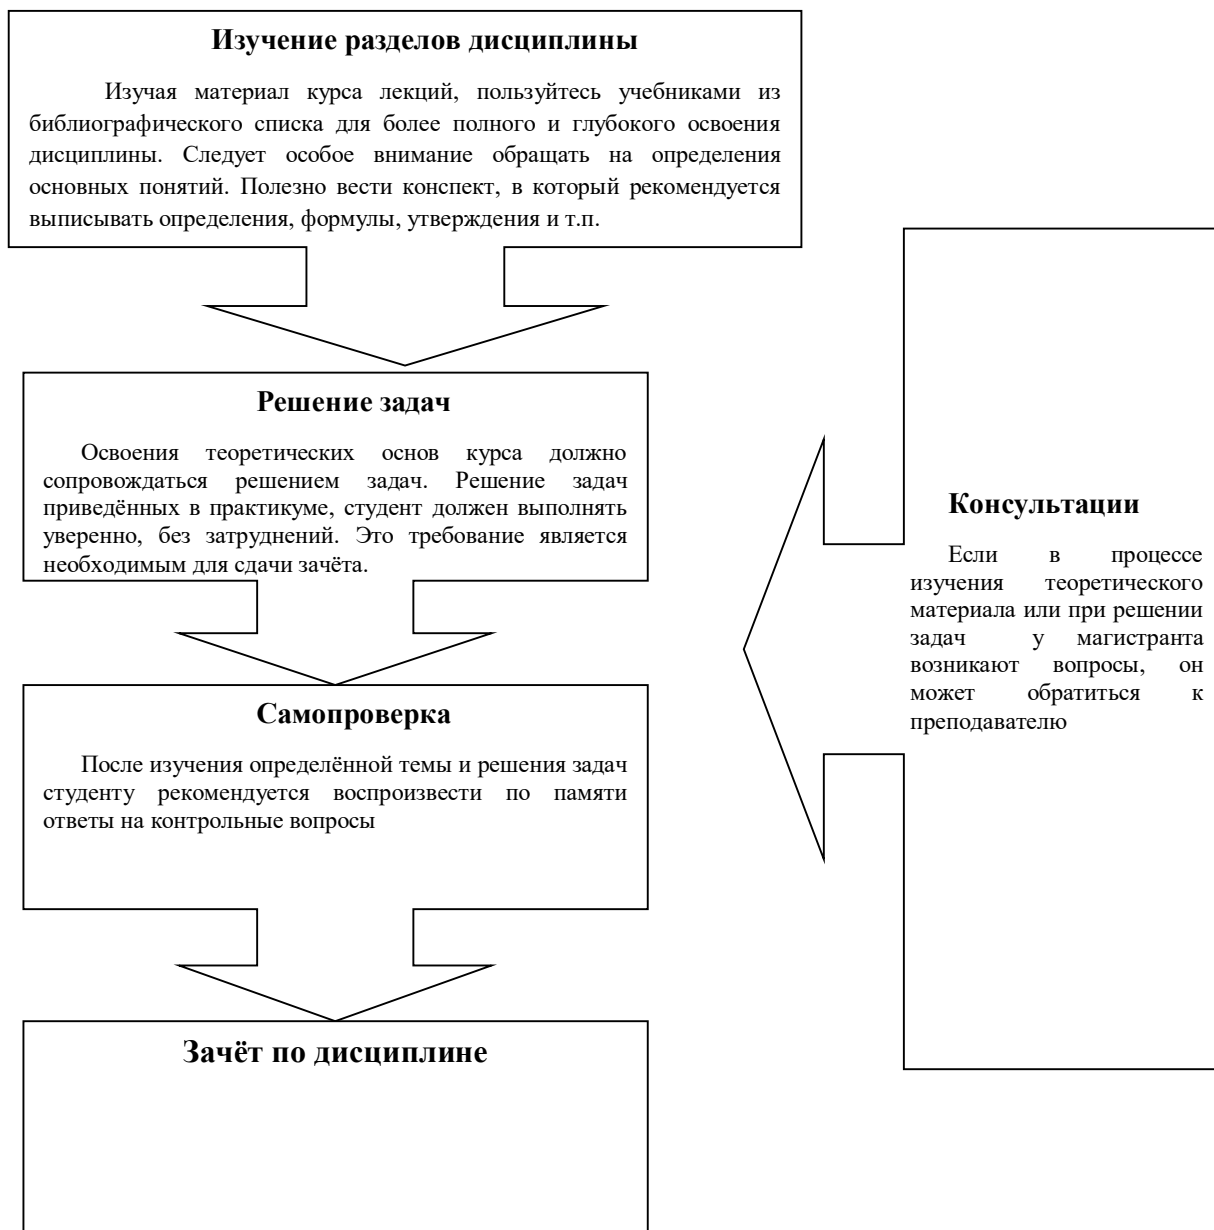 Изучение разделов дисциплины
Изучая материал курса лекций, пользуйтесь учебниками из
библиографического списка для более полного и глубокого освоения
дисциплины. Следует особое внимание обращать на определения
основных понятий. Полезно вести конспект, в который рекомендуется
выписывать определения, формулы, утверждения и т.п.
Решение задач
Освоения теоретических основ курса должно
сопровождаться решением задач. Решение задач
приведённых в практикуме, студент должен выполнять
уверенно, без затруднений. Это требование является
необходимым для сдачи зачёта.
Самопроверка
После изучения определённой темы и решения задач
студенту рекомендуется воспроизвести по памяти
ответы на контрольные вопросы
Зачёт по дисциплине
Консультации
Если в процессе
изучения теоретического
материала или при решении
задач у магистранта
возникают вопросы, он
может обратиться к
преподавателю